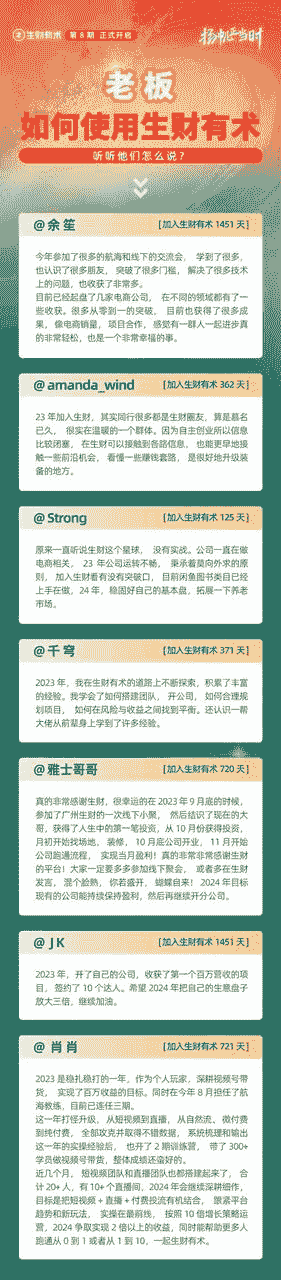 生财有术 第 8 期 正式开启
扬帆正当时
老板
如何使用生财有术
听听他们怎么说？
@余笙 [加入生财有术 1451 天]
今年参加了很多的航海和线下的交流会， 学到了很多，
也认识了很多朋友， 突破了很多门槛， 解决了很多技术
上的问题，也收获了非常多。
目前已经起盘了几家电商公司， 在不同的领域都有了一
些收获。很多从零到一的突破， 目前也获得了很多成
果，像电商销量，项目合作，感觉有一群人一起进步真
的非常轻松，也是一个非常幸福的事。
@amanda_wind [加入生财有术 362 天]
23 年加入生财，其实同行很多都是生财圈友，算是慕名
已久， 很实在温暖的一个群体。因为自主创业所以信息
比较闭塞， 在生财可以接触到各路信息， 也能更早地接
触一些前沿机会， 看懂一些赚钱套路， 是很好地升级装
备的地方。
@Strong [加入生财有术 125 天]
原来一直听说生财这个星球， 没有实战。公司一直在做
电商相关， 23 年公司运转不畅， 秉承着莫向外求的原
则， 加入生财看有没有突破口， 目前闲鱼图书类目已经
上手在做，24 年，稳固好自己的基本盘，拓展一下养老
市场。
@千穹 [加入生财有术 371 天]
2023 年，我在生财有术的道路上不断探索，积累了丰富
的经验。我学会了如何搭建团队， 开公司， 如何合理规
划项目， 如何在风险与收益之间找到平衡。还认识一帮
大佬从前辈身上学到了许多经验。
@雅士哥哥 [加入生财有术 720 天]
真的非常感谢生财，很幸运的在 2023 年 9 月底的时候，
参加了广州生财的一次线下小聚， 然后结识了现在的大
哥，获得了人生中的第一笔投资，从 10 月份获得投资，
月初开始找场地， 装修， 10 月底公司开业， 11 月开始
公司跑通流程， 实现当月盈利！真的非常非常感谢生财
的平台！大家一定要多多参加线下聚会， 或者多在生财
发言， 混个脸熟， 你若盛开， 蝴蝶自来！ 2024 年目标
现有的公司能持续保持盈利，然后再继续开分公司。
@JK [加入生财有术 1451 天]
2023 年，开了自己的公司，收获了第一个百万营收的项
目， 签约了 10 个达人。希望 2024 年把自己的生意盘子
放大三倍，继续加油。
@肖肖 [加入生财有术 721 天]
2023 是稳扎稳打的一年，作为个人玩家，深耕视频号带
货， 实现了百万收益的目标。同时在今年 8 月担任了航
海教练，目前已连任三期。
这一年打怪升级，从短视频到直播，从自然流、微付费
到纯付费， 全部攻克并取得不错数据， 系统梳理和输出
这一年的实操经验后， 也开了 2 期训练营， 带了 300+
学员做视频号带货，整体成绩还蛮好的。
近几个月， 短视频团队和直播团队也都搭建起来了， 合
计 20+ 人，有 10+ 个直播间，2024 年会继续深耕细作，
目标是把短视频 + 直播 + 付费投流有机结合， 跟紧平台
趋势和新玩法， 实操在最前线， 按照 10 倍增长策略运
营，2024 争取实现 2 倍以上的收益，同时能帮助更多人
跑通从 0 到 1 或者从 1 到 10，一起生财有术。